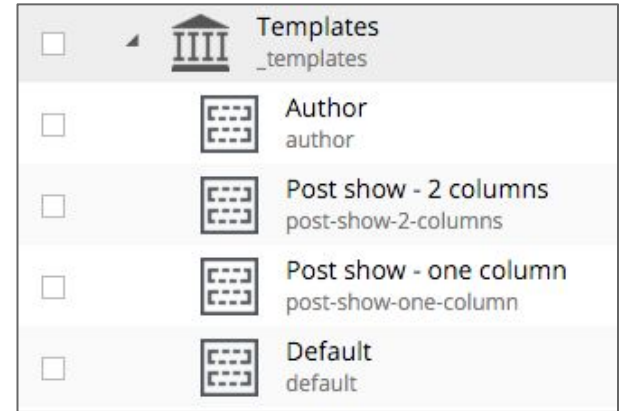 Templates
_templates
Author
author
Post show - 2 columns
post-show-2-columns
Post show - one column
post-show-one-column
Default
default